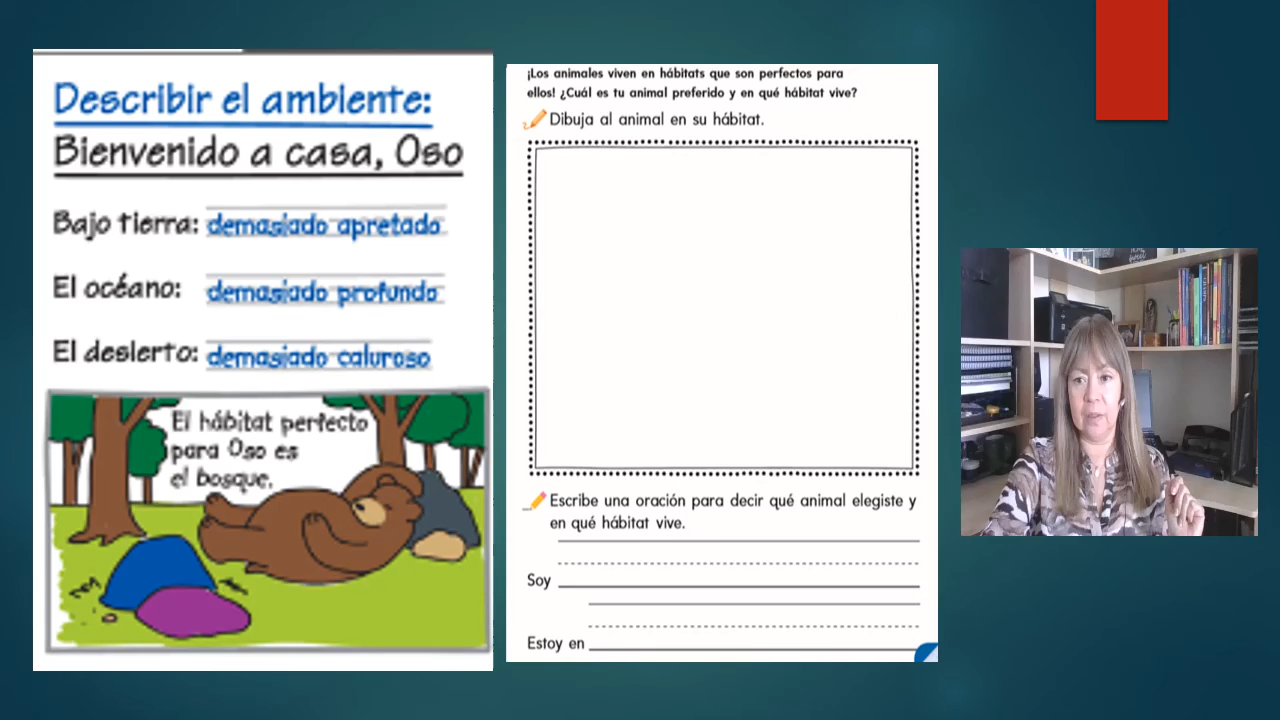 Describir el ambiente:
Bienvenido a casa, Oso
Bajo tierra: demasiado apretado
El océano: demasiado profundo
El desierto: demasiado caluroso
El hábitat perfecto
para Oso es
el bosque.
¡Los animales viven en hábitats que son perfectos para
ellos! ¿Cuál es tu animal preferido y en qué hábitat vive?
Dibuja al animal en su hábitat.
Escribe una oración para decir qué animal elegiste y
en qué hábitat vive.
Soy
Estoy en